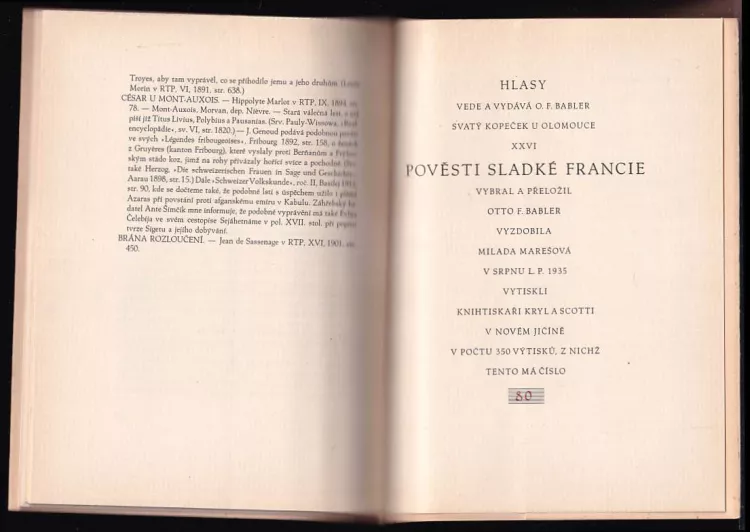 Troyes, aby tam vyprávěl, co se přihodilo jemu a jeho druhům.
Morin v RTP, VI, 1891, str. 638.)
CÉSAR U MONT-AUXOIS. — Hippolyte Marlot v RTP, IX,
78. — Mont-Auxois. Morvan, dep. Nièvre. — Stará válečná lest,
píší již Titus Livius, Polybius a Pausanias. (Srv. Pauly-Wissowa,
encyclopädie«, sv. VI, str. 1820.) — J. Genoud podává podobnou
ve svých »Légendes fribourgeoises«, Fribourg 1892, str. 158,
z Gruyères (kanton Fribourg), které vyslaly proti Berňanům a
ském stádo koz, jimž na rohy přivázaly hořící svíce a pochodně.
také Herzog, »Die schweizerischen Frauen in Sage und
Aarau 1898, str. 15.) Dále »Schweizer Volkskunde«, roč. II, Basilej
str. 90, kde se dočteme také, že podobné lsti s úspěchem užilo
Azaras při povstání proti afganskému emíru v Kabulu.
datel Ante Šimčik mne informuje, že podobné vyprávění má také
Čelebija ve svém cestopise Sejáhetnáme v pol. XVII. stol. při
tvrze Sigetu a jejího dobývání.
BRÁNA ROZLOUČENÍ. — Jean de Sassenage v RTP, XVI, 1901, str.
450.
HLASY
VEDE A VYDÁVÁ O. F. BABLER
SVATÝ KOPEČEK U OLOMOUCE
XXVI
POVĚSTI SLADKÉ FRANCIE
VYBRAL A PŘELOŽIL
OTTO F. BABLER
VYZDOBILA
MILADA MAREŠOVÁ
V SRPNU L. P. 1935
VYTISKLI
KNIHTISKAŘI KRYL A SCOTTI
V NOVÉM JIČÍNĚ
V POČTU 350 VÝTISKŮ, Z NICHŽ
TENTO MÁ ČÍSLO
80